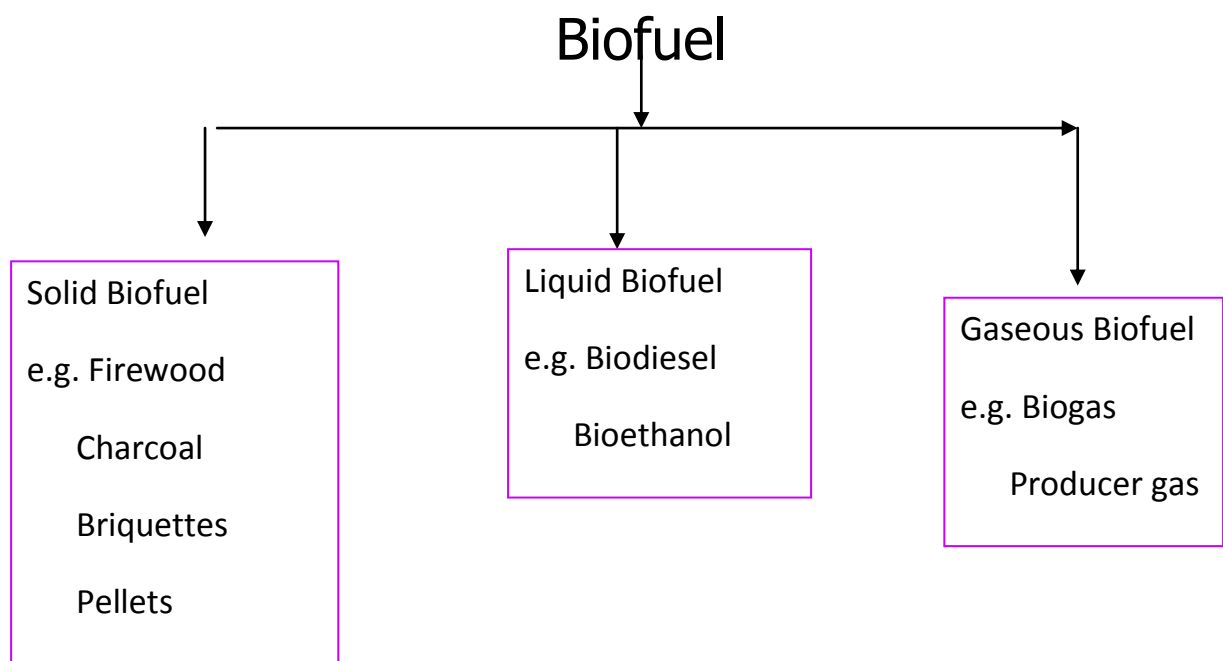 Biofuel
Solid Biofuel
e.g. Firewood
Charcoal
Briquettes
Pellets
Liquid Biofuel
e.g. Biodiesel
Bioethanol
Gaseous Biofuel
e.g. Biogas
Producer gas